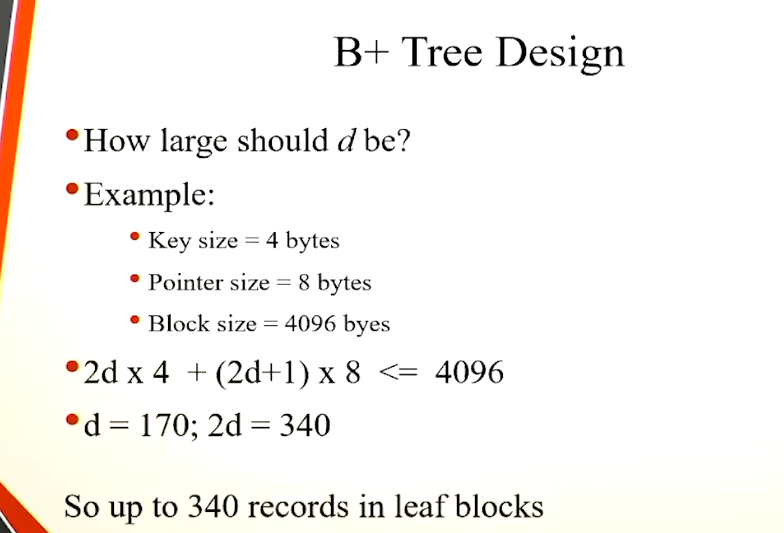 B+ Tree Design
•How large should d be?
•Example:
• Key size = 4 bytes
• Pointer size = 8 bytes
• Block size = 4096 byes
•2d x 4 + (2d+1) x 8 <= 4096
•d = 170; 2d = 340
So up to 340 records in leaf blocks